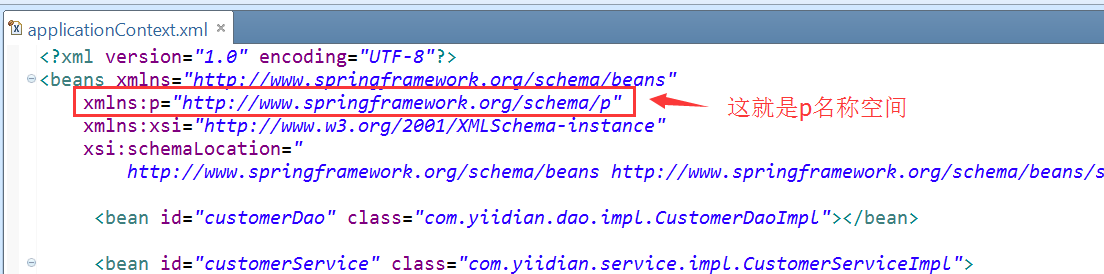 applicationContext.xml
<?xml version="1.0" encoding="UTF-8"?>
<beans xmlns="http://www.springframework.org/schema/beans"
xmlns:p="http://www.springframework.org/schema/p" 这就是p名称空间
xmlns:xsi="http://www.w3.org/2001/XMLSchema-instance"
xsi:schemaLocation="
http://www.springframework.org/schema/beans http://www.springframework.org/schema/beans/s
<bean id="customerDao" class="com.yiidian.dao.impl.CustomerDaoImpl"></bean>
<bean id="customerService" class="com.yiidian.service.impl.CustomerServiceImpl">